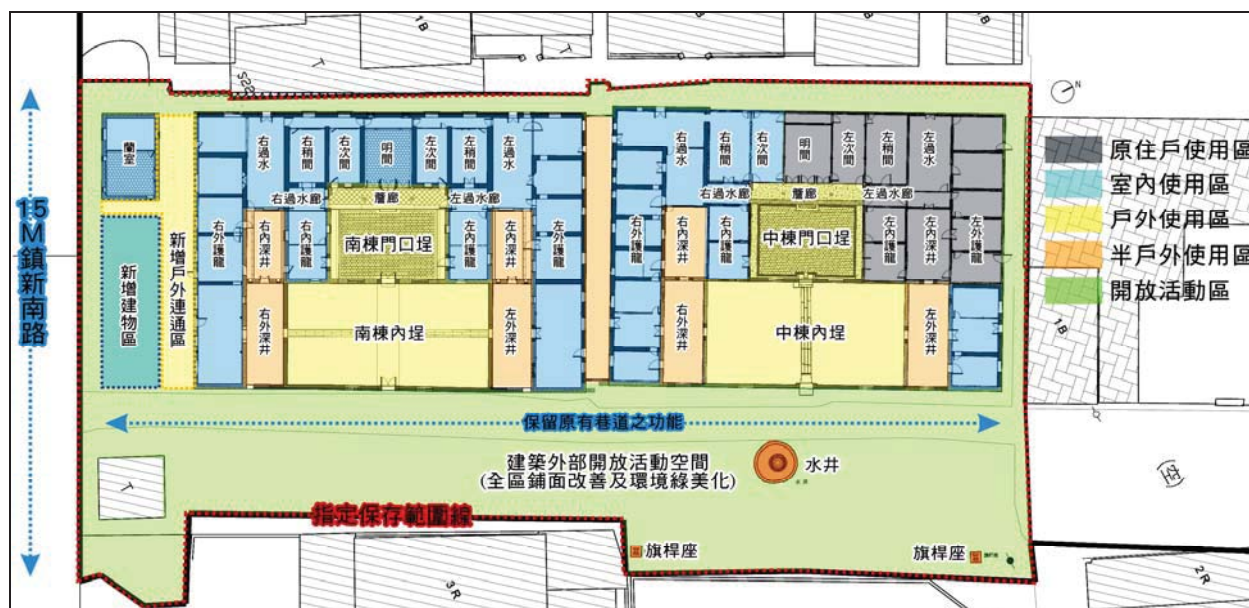 1B
1B
1B
T
T
S22
N
蘭室
右過水
右稍間
右次間
明間
左次間
左稍間
左過水
右過水廊
簷廊
左過水廊
右外護龍
右內深井
右內護龍
南棟門口埕
左內護龍
左內深井
左外護龍
右外深井
南棟內埕
左外深井
右過水
右稍間
右次間
明間
左次間
左稍間
左過水
右過水廊
簷廊
左過水廊
右外護龍
右內深井
右內護龍
中棟門口埕
左內護龍
左內深井
左外護龍
右外深井
中棟內埕
左外深井
15M鎮新南路
新增建物區
新增戶外連通區
原住戶使用區
室內使用區
戶外使用區
半戶外使用區
開放活動區
1B
保留原有巷道之功能
建築外部開放活動空間
(全區鋪面改善及環境綠美化)
水井
T
指定保存範圍線
旗桿座
旗桿座
3R
2R